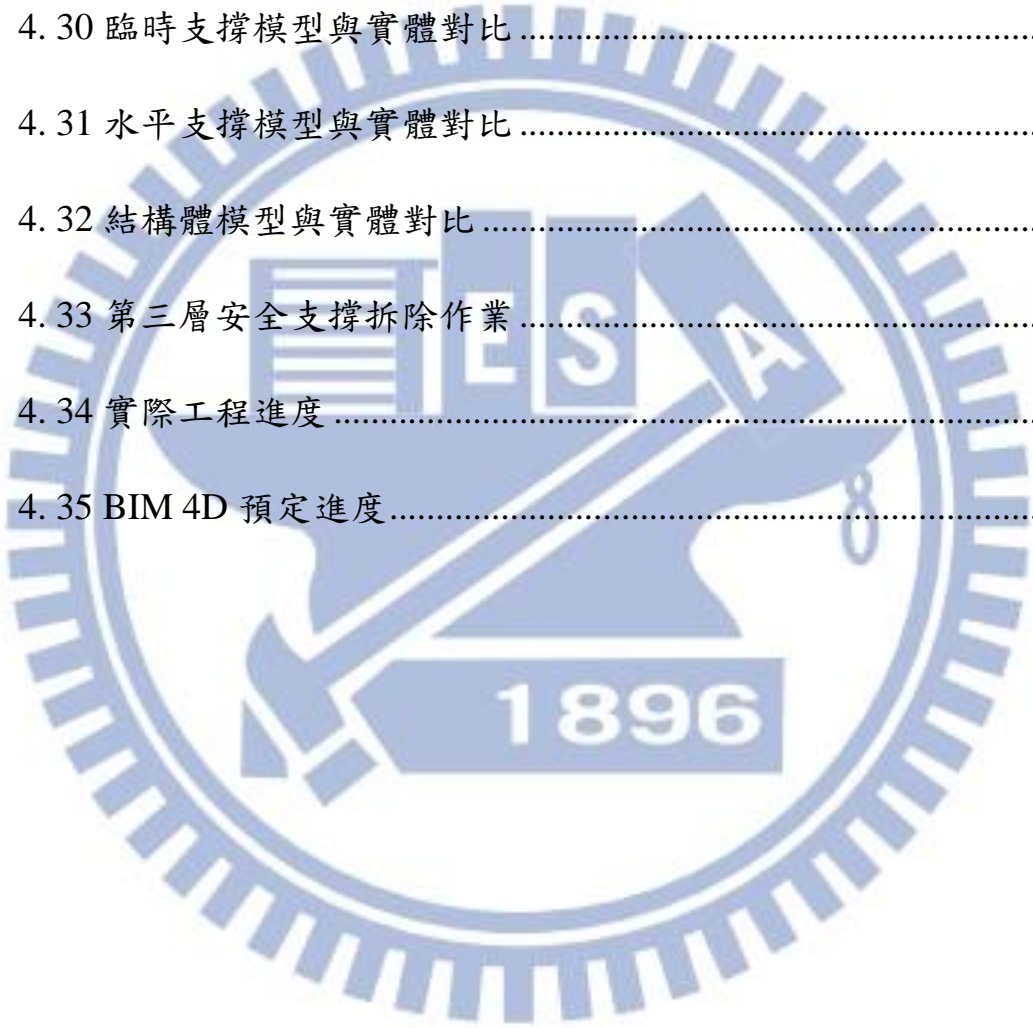 4. 30 臨時支撐模型與實體對比
4. 31 水平支撐模型與實體對比
4. 32 結構體模型與實體對比
4. 33 第三層安全支撐拆除作業
4. 34 實際工程進度
4. 35 BIM 4D 預定進度
E S A
8
1896